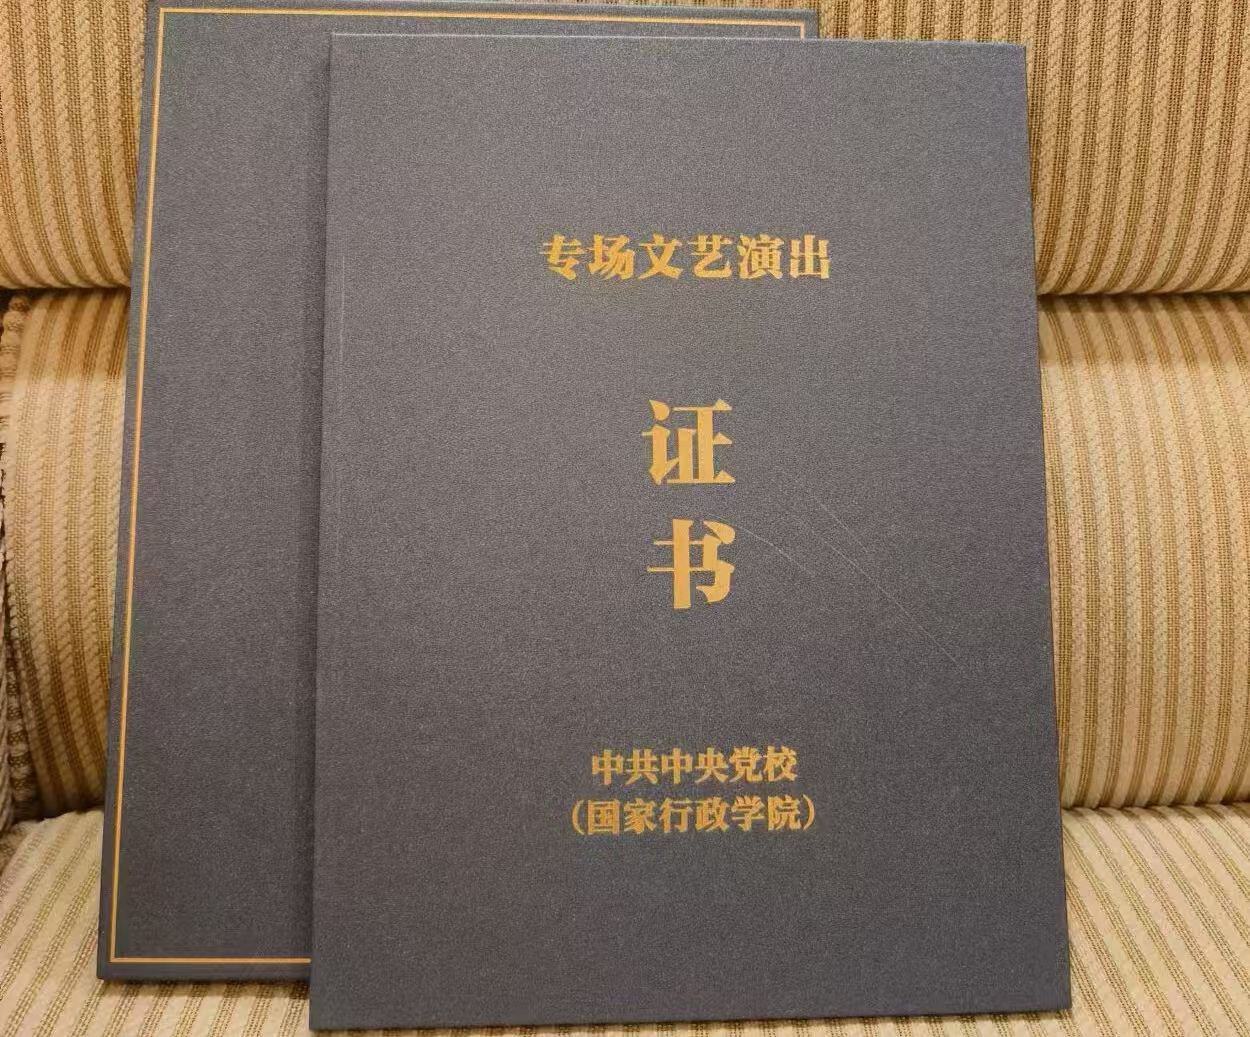 专场文艺演出
证
书
中共中央党校
（国家行政学院）